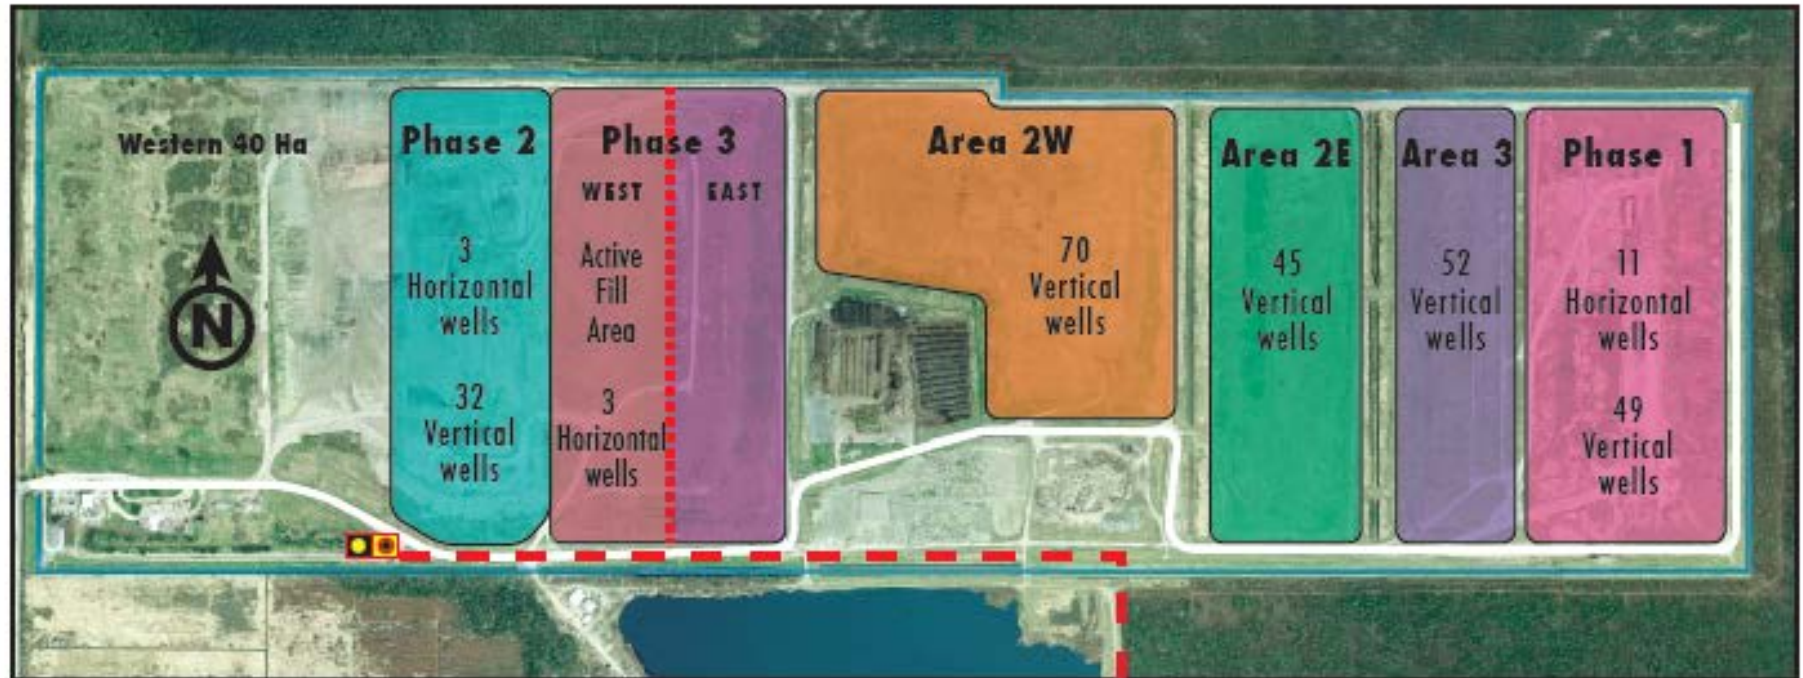 Western 40 Ha
N
Phase 2
3
Horizontal
wells
32
Vertical
wells
Phase 3
WEST
EAST
Active
Fill
Area
3
Horizontal
wells
Area 2W
70
Vertical
wells
Area 2E
45
Vertical
wells
Area 3
52
Vertical
wells
Phase 1
11
Horizontal
wells
49
Vertical
wells